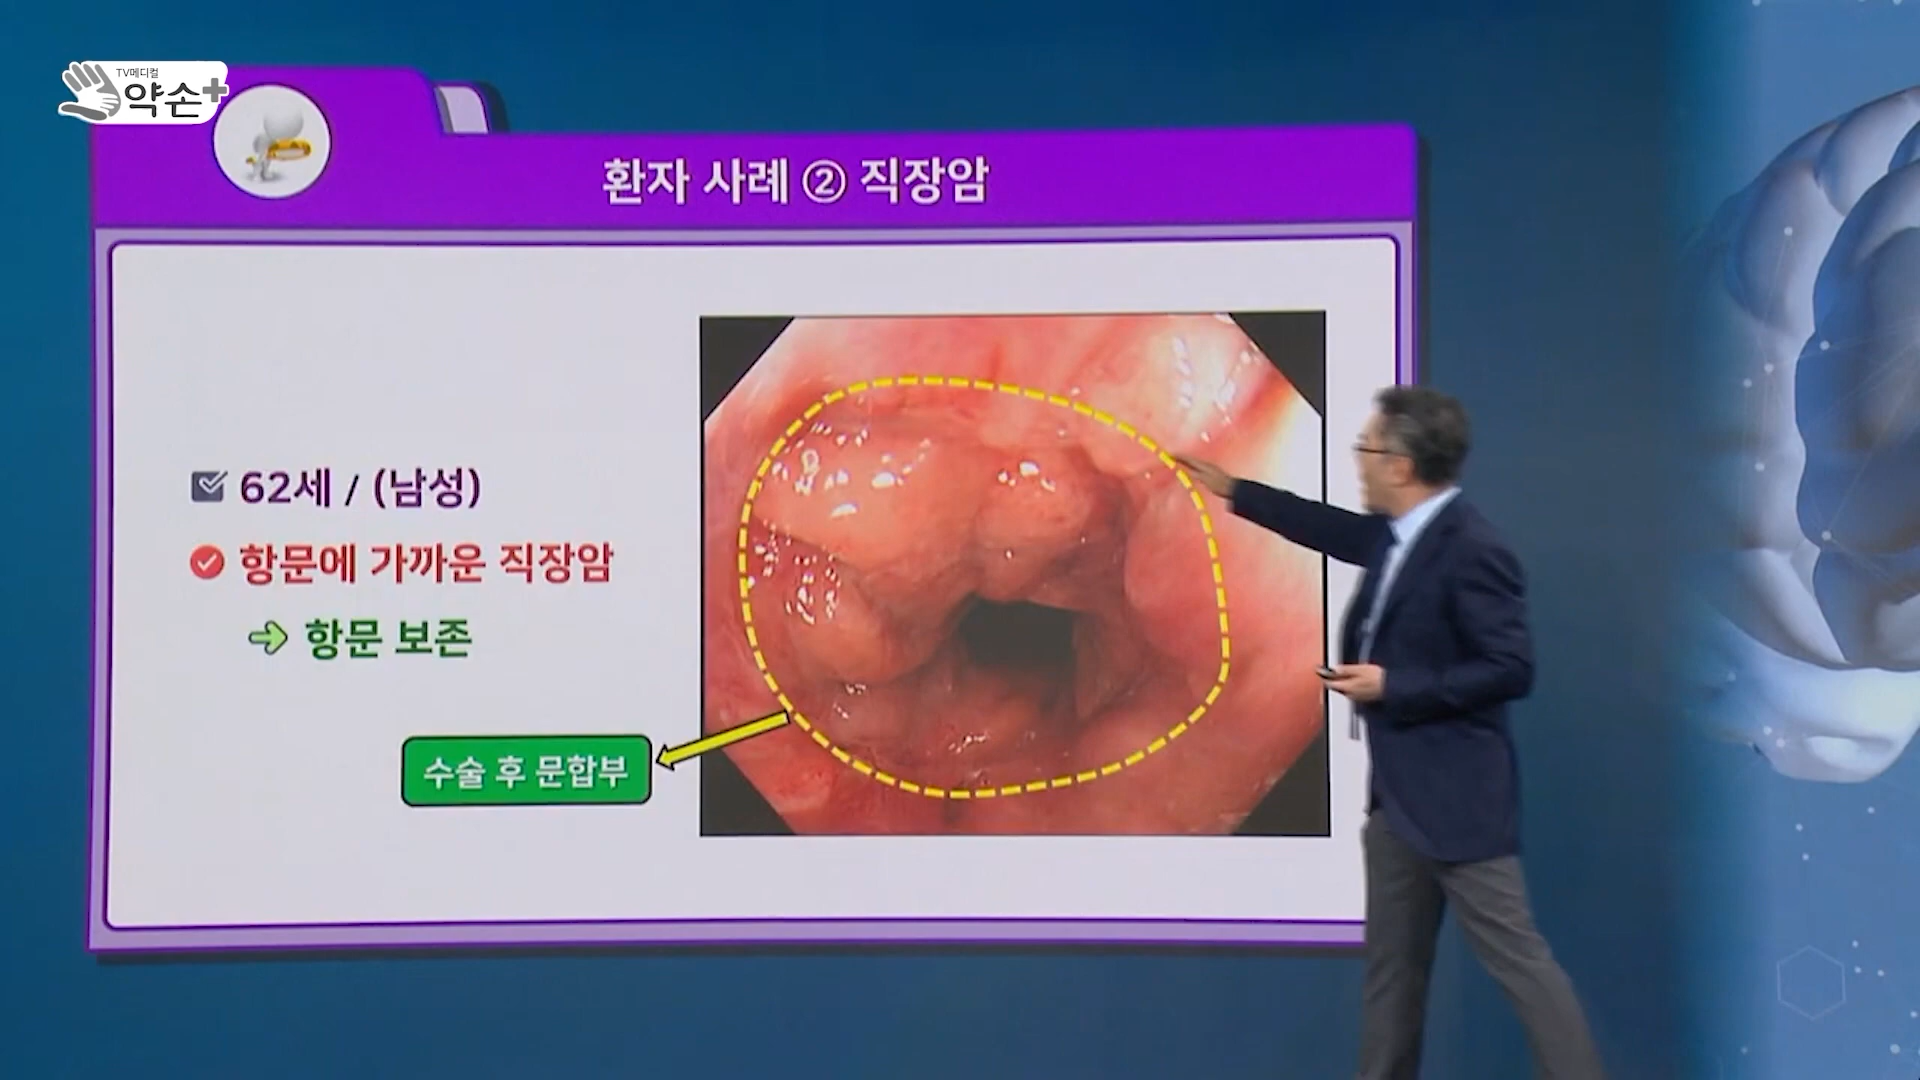 TV메디컬
약손+
환자 사례 ② 직장암
62세 / (남성)
항문에 가까운 직장암
항문 보존
수술 후 문합부